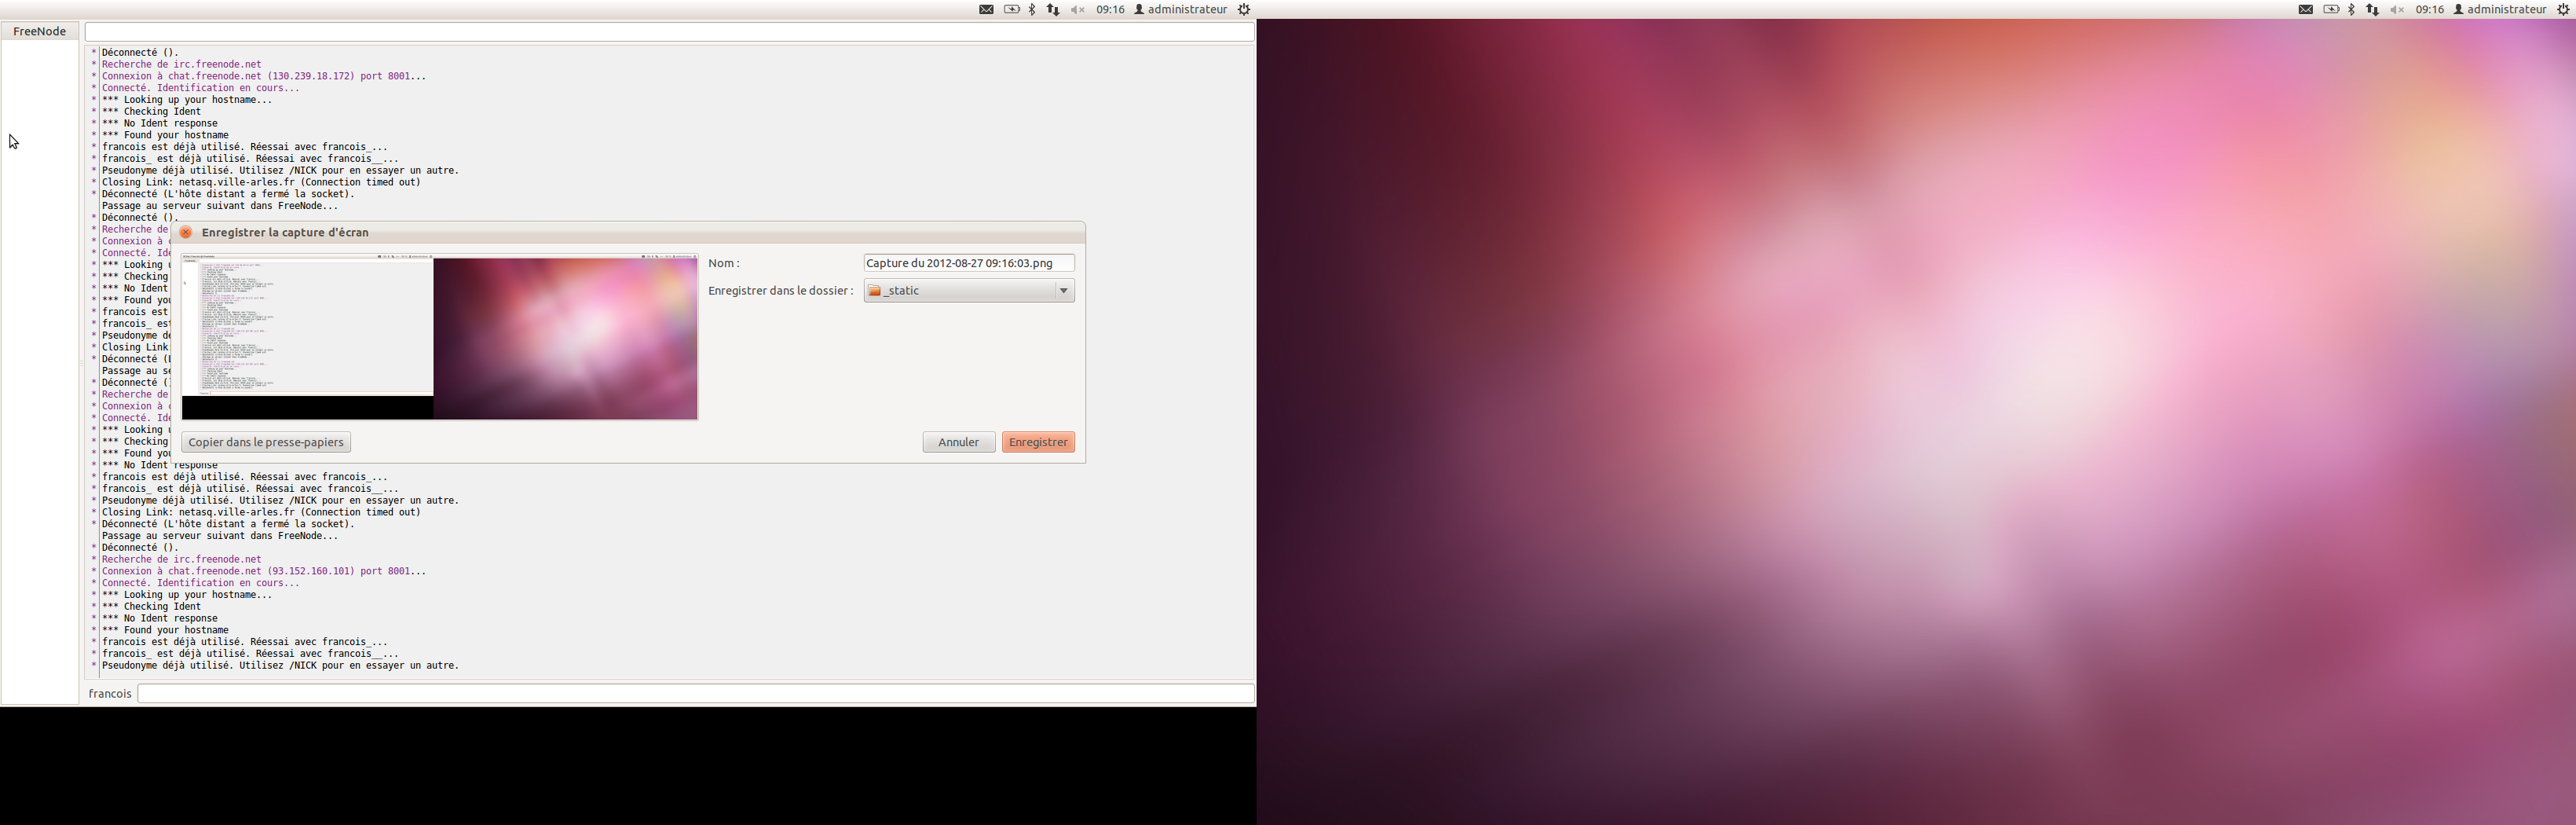 09:16 administrateur
09:16 administrateur
FreeNode
* Déconnecté ().
* Recherche de irc.freenode.net
* Connexion à chat.freenode.net (130.239.18.172) port 8001...
* Connecté. Identification en cours...
* *** Looking up your hostname...
* *** Checking Ident
* *** No Ident response
* *** Found your hostname
* francois est déjà utilisé. Réessai avec francois_...
* francois_ est déjà utilisé. Réessai avec francois__...
* Pseudonyme déjà utilisé. Utilisez /NICK pour en essayer un autre.
* Closing Link: netasq.ville-arles.fr (Connection timed out)
* Déconnecté (L'hôte distant a fermé la socket).
Passage au serveur suivant dans FreeNode...
* Déconnecté ().
* Recherche de
* Connexion à
* Connecté.
* *** Looking
* *** Checking
* *** No Ident
* *** Found
* francois est
* francois_
* Pseudonyme
* Closing Link
* Déconnecté
Passage au
* Déconnecté ()
* Recherche de
* Connexion à
* Connecté.
* *** Looking
* *** Checking
* *** Found
* *** No Ident response
Enregistrer la capture d'écran
Nom : Capture du 2012-08-27 09:16:03.png
Enregistrer dans le dossier : _static
Copier dans le presse-papiers Annuler Enregistrer
* francois est déjà utilisé. Réessai avec francois_...
* francois_ est déjà utilisé. Réessai avec francois__...
* Pseudonyme déjà utilisé. Utilisez /NICK pour en essayer un autre.
* Closing Link: netasq.ville-arles.fr (Connection timed out)
* Déconnecté (L'hôte distant a fermé la socket).
Passage au serveur suivant dans FreeNode...
* Déconnecté ().
* Recherche de irc.freenode.net
* Connexion à chat.freenode.net (93.152.160.101) port 8001...
* Connecté. Identification en cours...
* *** Looking up your hostname...
* *** Checking Ident
* *** No Ident response
* *** Found your hostname
* francois est déjà utilisé. Réessai avec francois_...
* francois_ est déjà utilisé. Réessai avec francois__...
* Pseudonyme déjà utilisé. Utilisez /NICK pour en essayer un autre.
francois